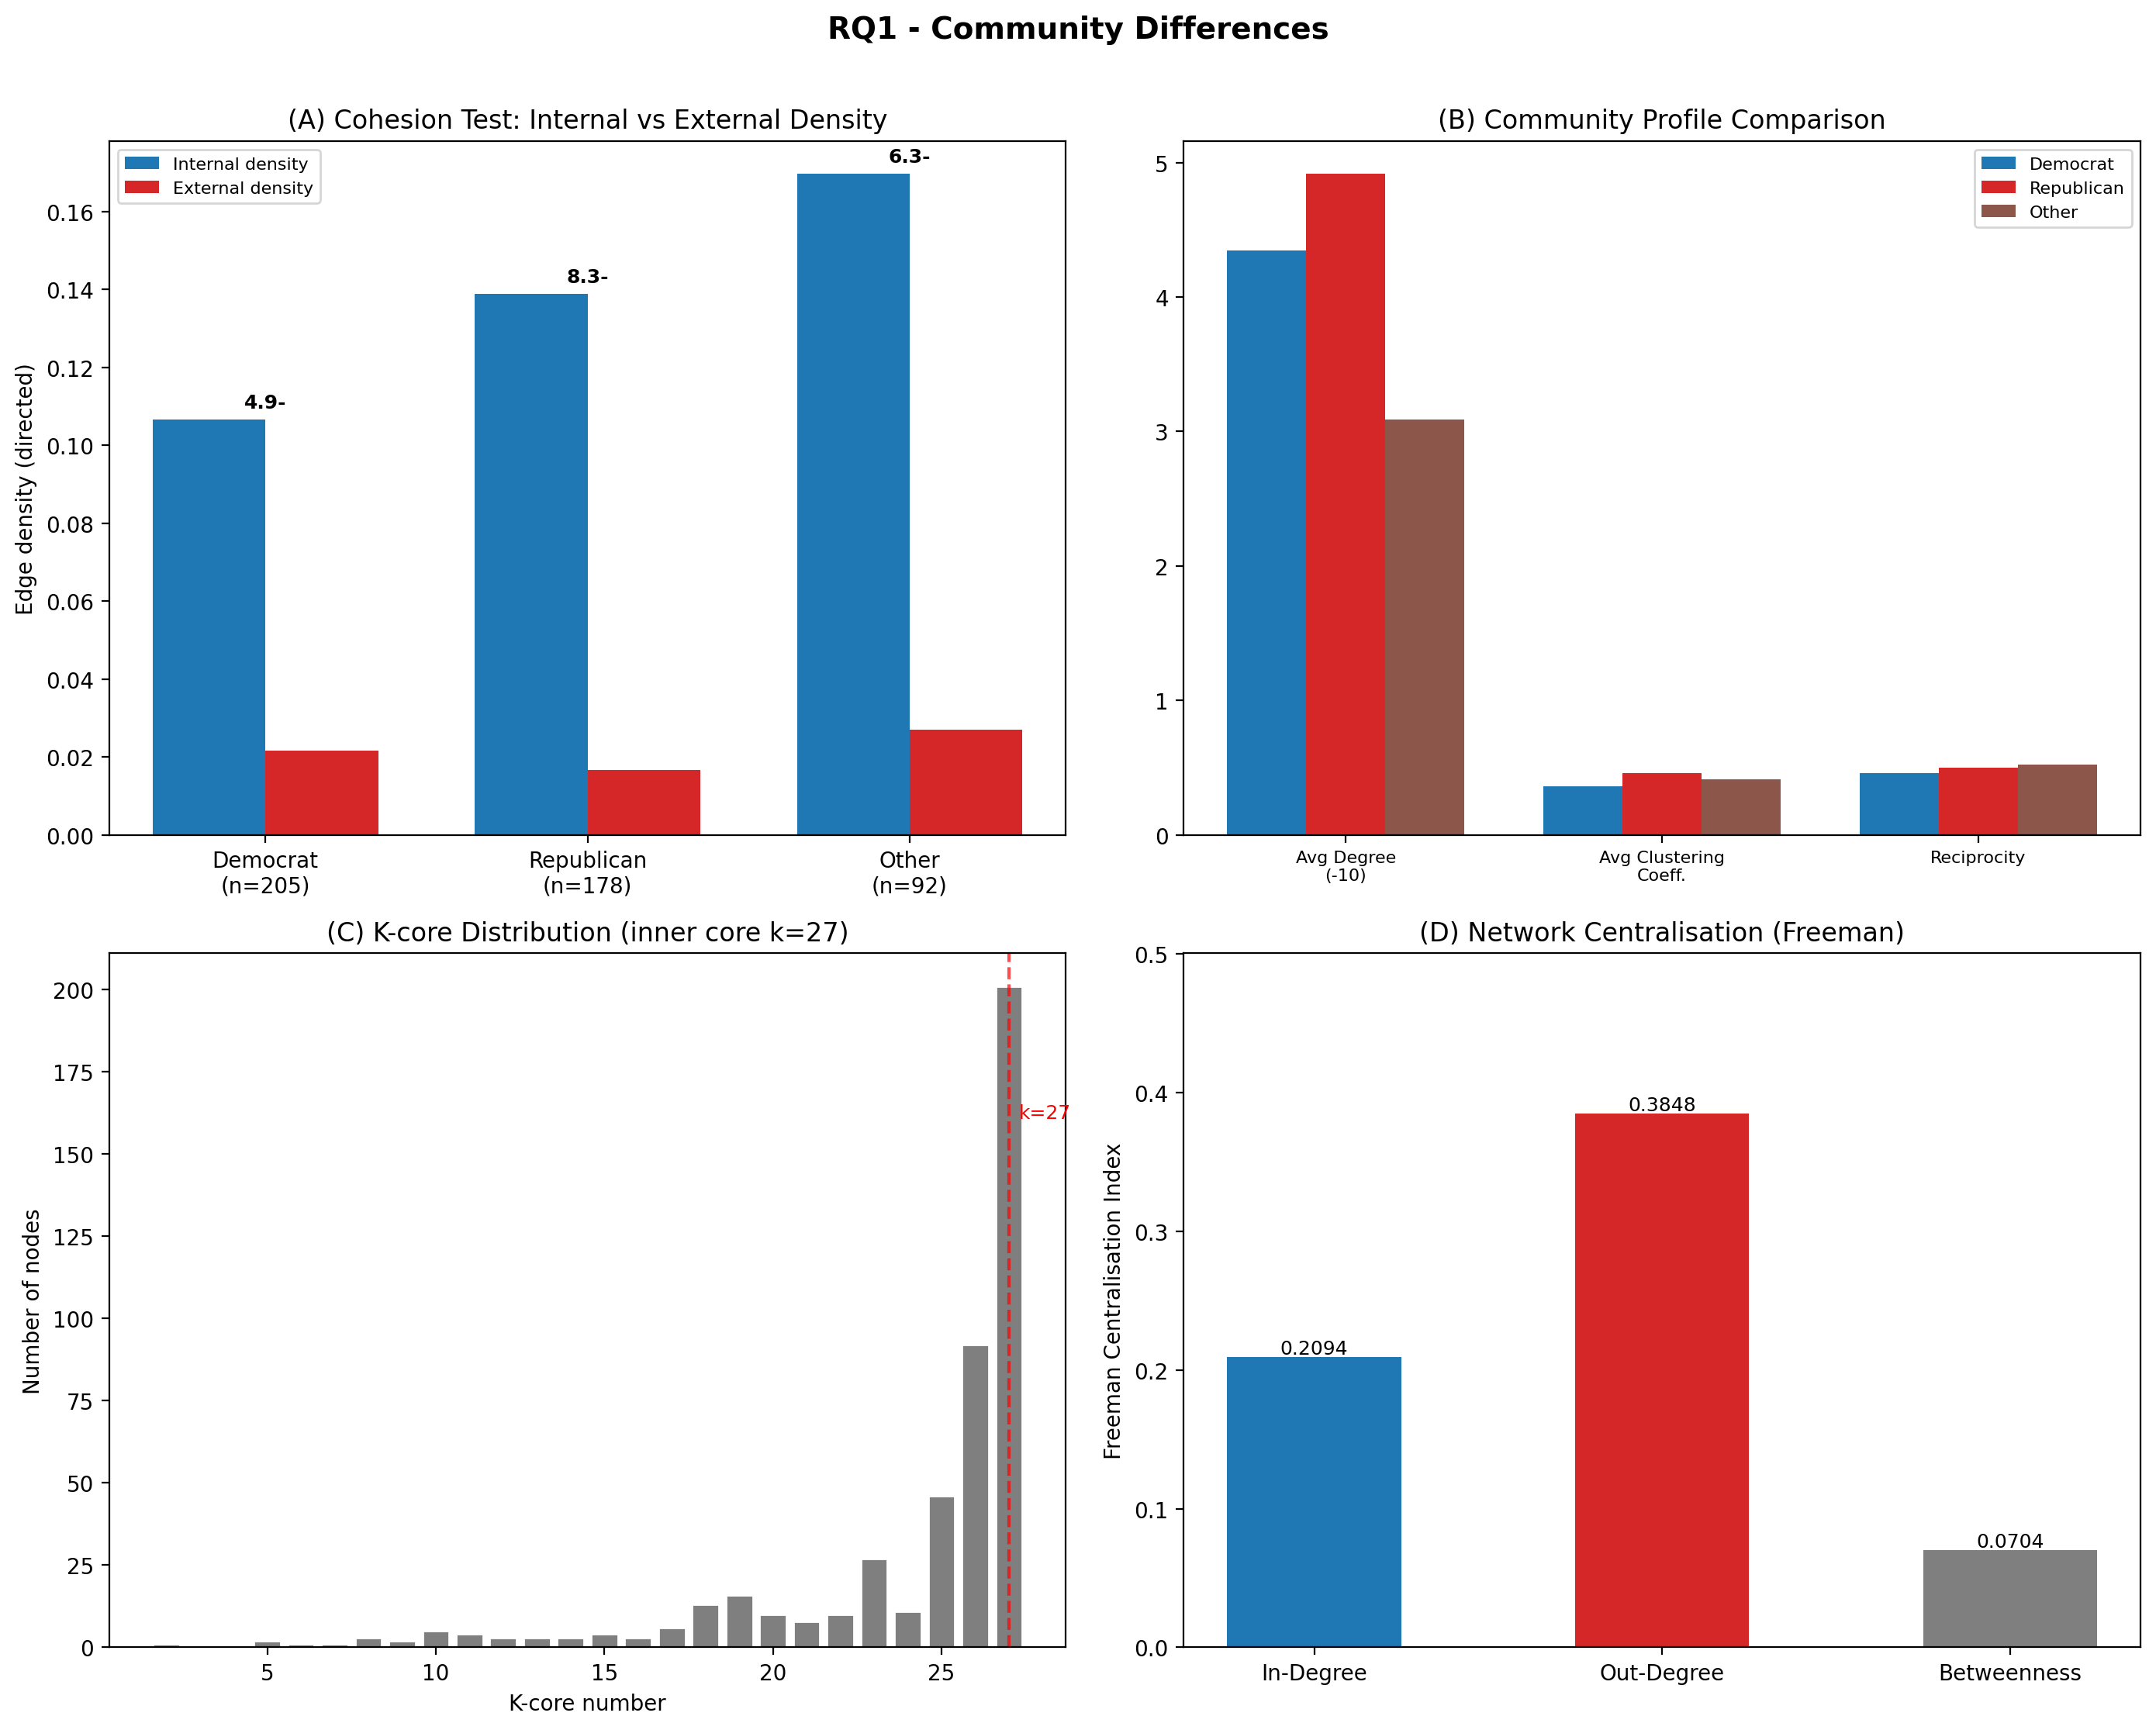 RQ1 - Community Differences
(A) Cohesion Test: Internal vs External Density
Internal density
External density
4.9-
8.3-
6.3-
Edge density (directed)
0.16
0.14
0.12
0.10
0.08
0.06
0.04
0.02
0.00
Democrat
(n=205)
Republican
(n=178)
Other
(n=92)
(B) Community Profile Comparison
Democrat
Republican
Other
5
4
3
2
1
0
Avg Degree
(-10)
Avg Clustering
Coeff.
Reciprocity
(C) K-core Distribution (inner core k=27)
k=27
Number of nodes
200
175
150
125
100
75
50
25
0
5
10
15
20
25
K-core number
(D) Network Centralisation (Freeman)
Freeman Centralisation Index
0.5
0.4
0.3
0.2
0.1
0.0
0.2094
0.3848
0.0704
In-Degree
Out-Degree
Betweenness